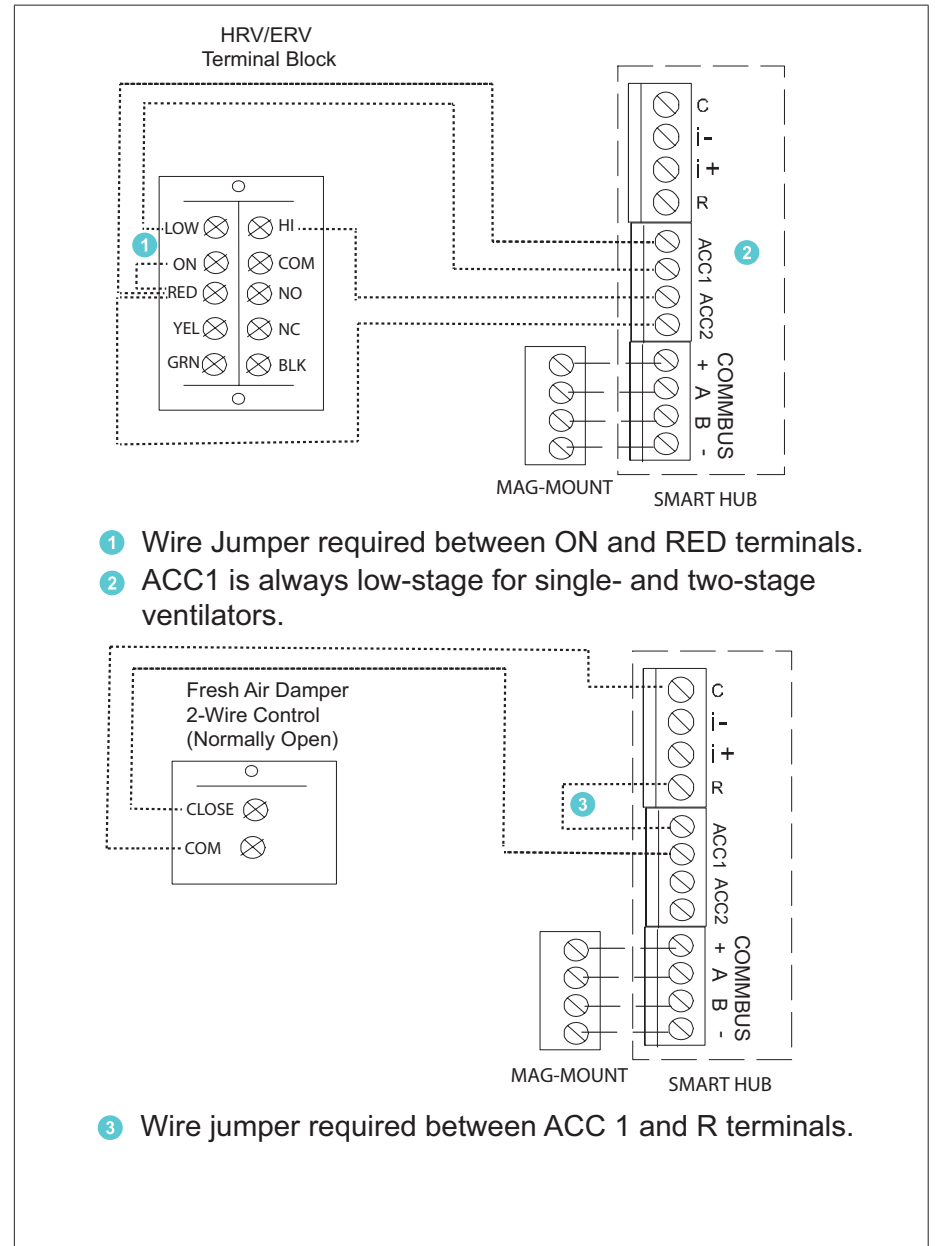 HRV/ERV
Terminal Block
C
i-
i+
R
ACC1 ACC2
+ A B -
COMMBUS
LOW
ON
RED
YEL
GRN
HI
COM
NO
NC
BLK
1
2
MAG-MOUNT
SMART HUB
1 Wire Jumper required between ON and RED terminals.
2 ACC1 is always low-stage for single- and two-stage
ventilators.
Fresh Air Damper
2-Wire Control
(Normally Open)
CLOSE
COM
C
i-
i+
R
3
ACC1 ACC2
+ A B -
COMMBUS
MAG-MOUNT
SMART HUB
3 Wire jumper required between ACC 1 and R terminals.